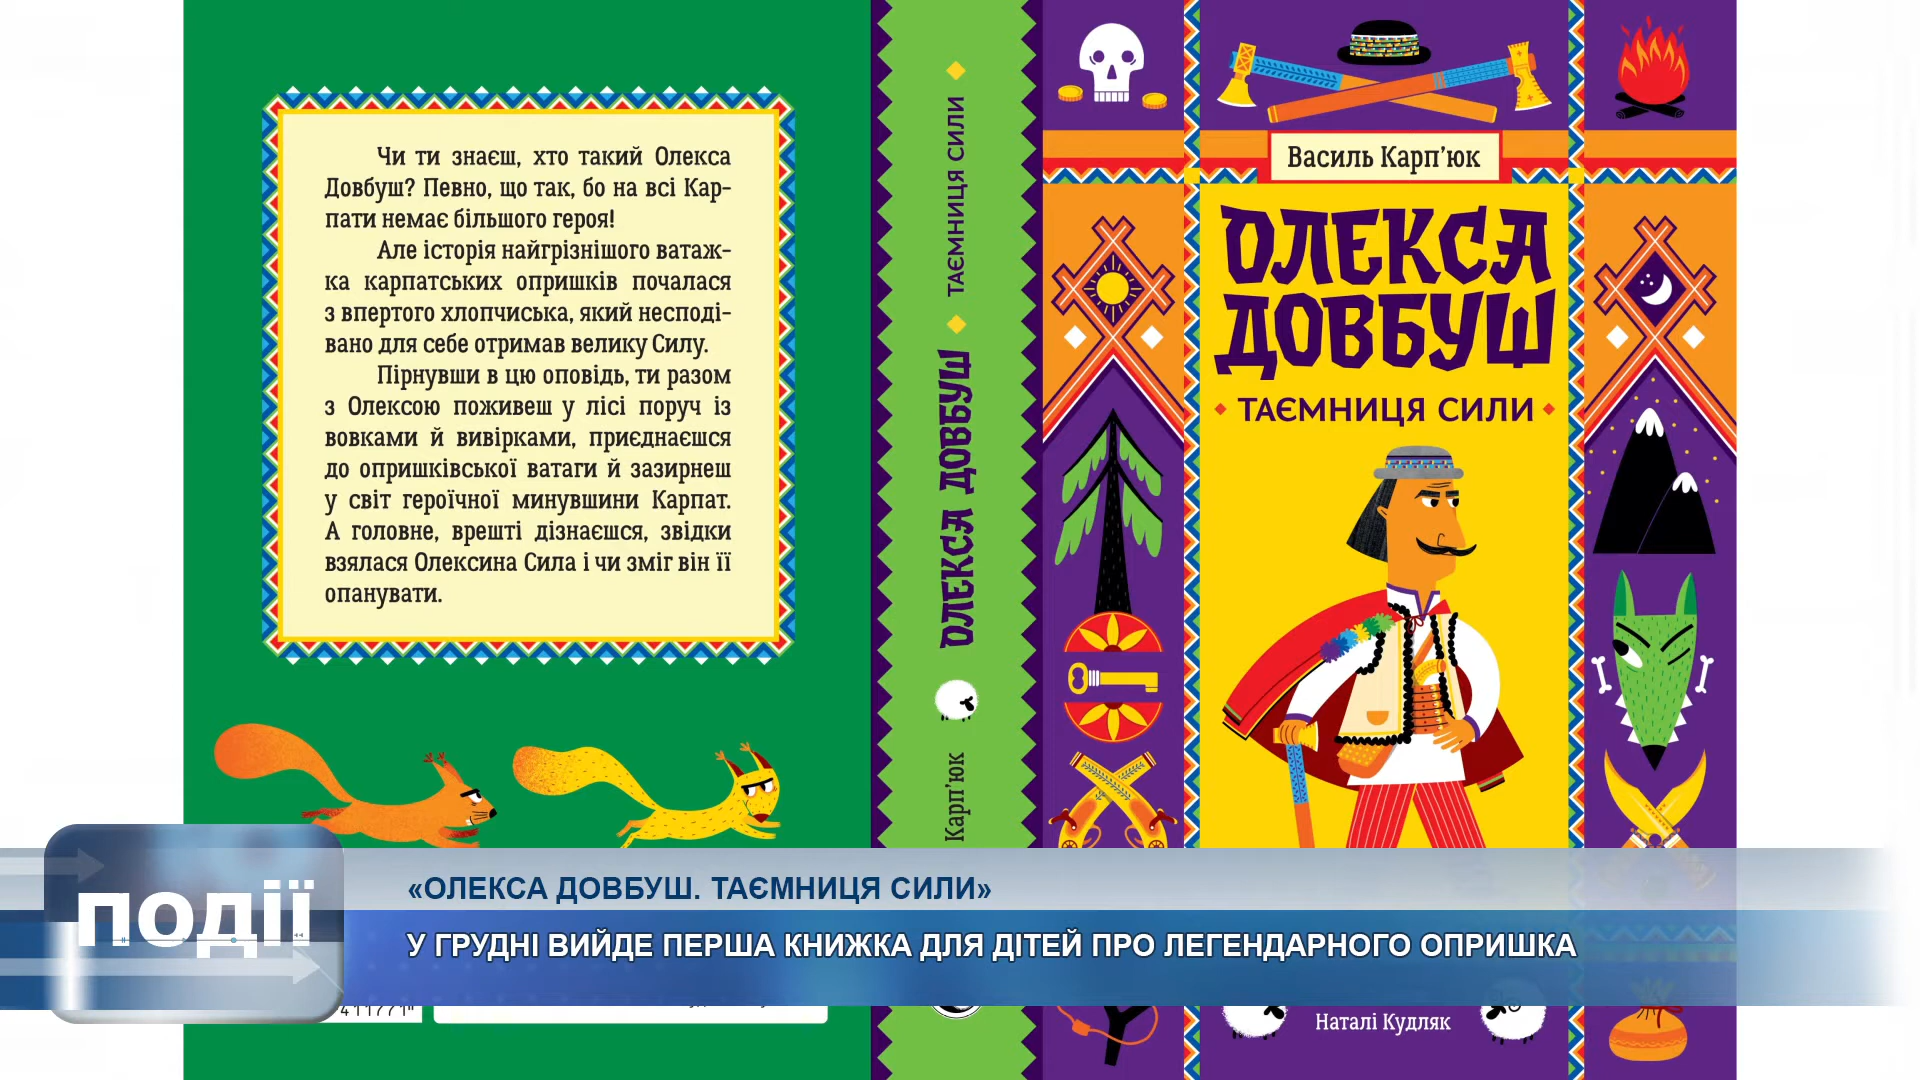 Чи ти знаєш, хто такий Олекса
Довбуш? Певно, що так, бо на всі Кар-
пати немає більшого героя!
Але історія найгрізнішого ватаж-
ка карпатських опришків почалася
з впертого хлопчиська, який несподі-
вано для себе отримав велику Силу.
Пірнувши в цю оповідь, ти разом
з Олексою поживеш у лісі поруч із
вовками й вивірками, приєднаєшся
до опришківської ватаги й зазирнеш
у світ героїчної минувшини Карпат.
А головне, врешті дізнаєшся, звідки
взялася Олексина Сила і чи зміг він її
опанувати.
Карп’юк
ОЛЕКСА ДОВБУШ
ТАЄМНИЦЯ СИЛИ
Василь Карп’юк
ОЛЕКСА
ДОВБУШ
ТАЄМНИЦЯ СИЛИ
події
«ОЛЕКСА ДОВБУШ. ТАЄМНИЦЯ СИЛИ»
У ГРУДНІ ВИЙДЕ ПЕРША КНИЖКА ДЛЯ ДІТЕЙ ПРО ЛЕГЕНДАРНОГО ОПРИШКА
Наталі Кудляк